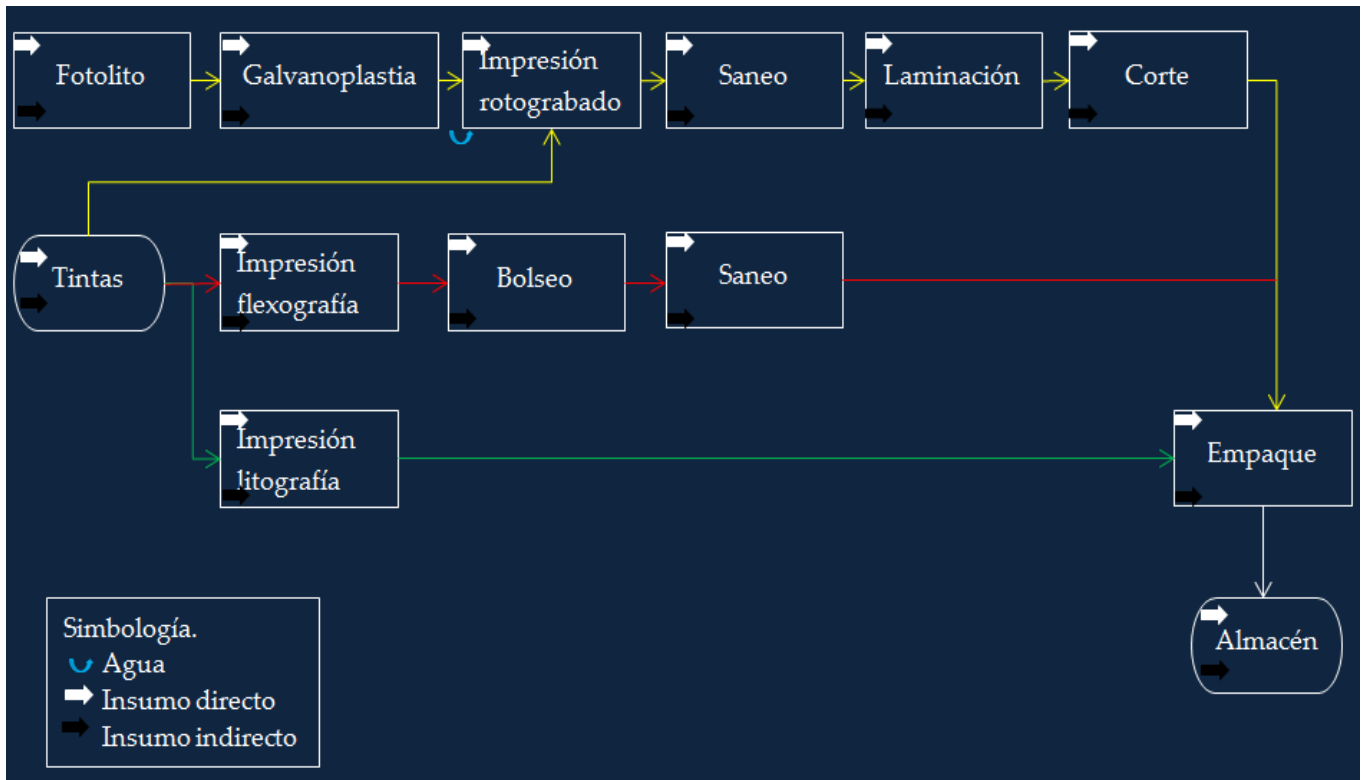 Fotolito
Galvanoplastia
Impresión
rotograbado
Saneo
Laminación
Corte
Tintas
Impresión
flexografía
Bolseo
Saneo
Impresión
litografía
Empaque
Almacén
Simbología.
Agua
Insumo directo
Insumo indirecto